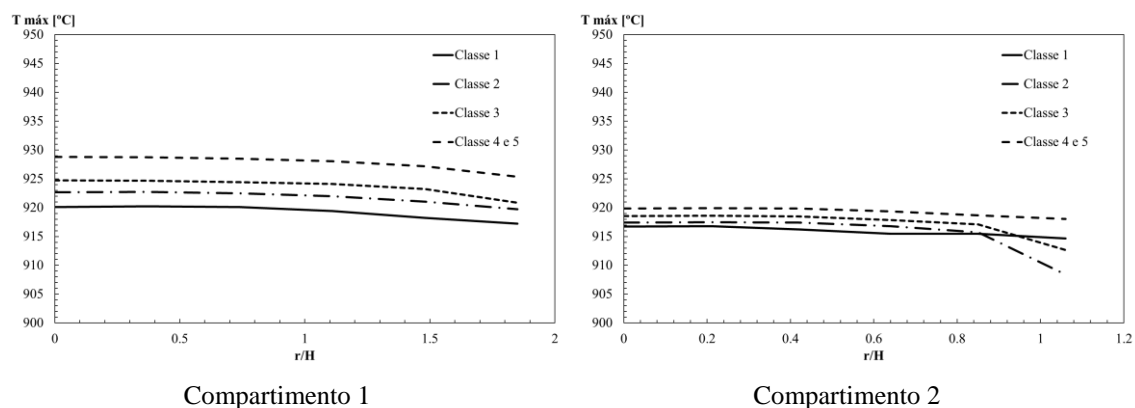 T máx [ºC]
950
945
940
935
930
925
920
915
910
905
900
0
0.5
1
1.5
2
r/H
Classe 1
Classe 2
Classe 3
Classe 4 e 5
Compartimento 1
T máx [ºC]
950
945
940
935
930
925
920
915
910
905
900
0
0.2
0.4
0.6
0.8
1
1.2
r/H
Classe 1
Classe 2
Classe 3
Classe 4 e 5
Compartimento 2